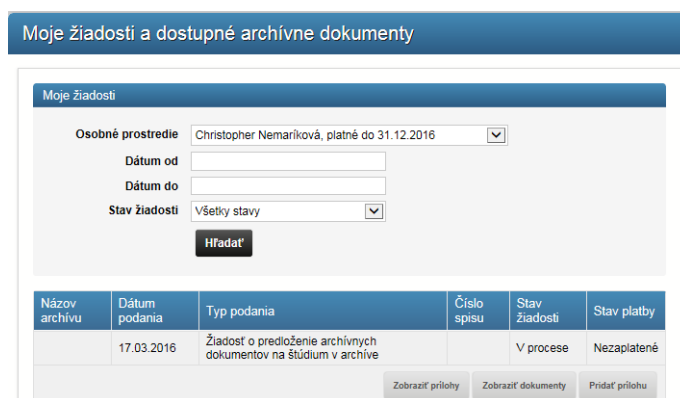 Moje žiadosti a dostupné archívne dokumenty
Moje žiadosti
Osobné prostredie Christopher Nemaríková, platné do 31.12.2016
Dátum od
Dátum do
Stav žiadosti Všetky stavy
Hľadať
Názov archívu Dátum podania Typ podania Číslo spisu Stav žiadosti Stav platby
17.03.2016 Žiadosť o predloženie archívnych dokumentov na štúdium v archíve V procese Nezaplatené
Zobraziť prílohy Zobraziť dokumenty Pridať prílohu